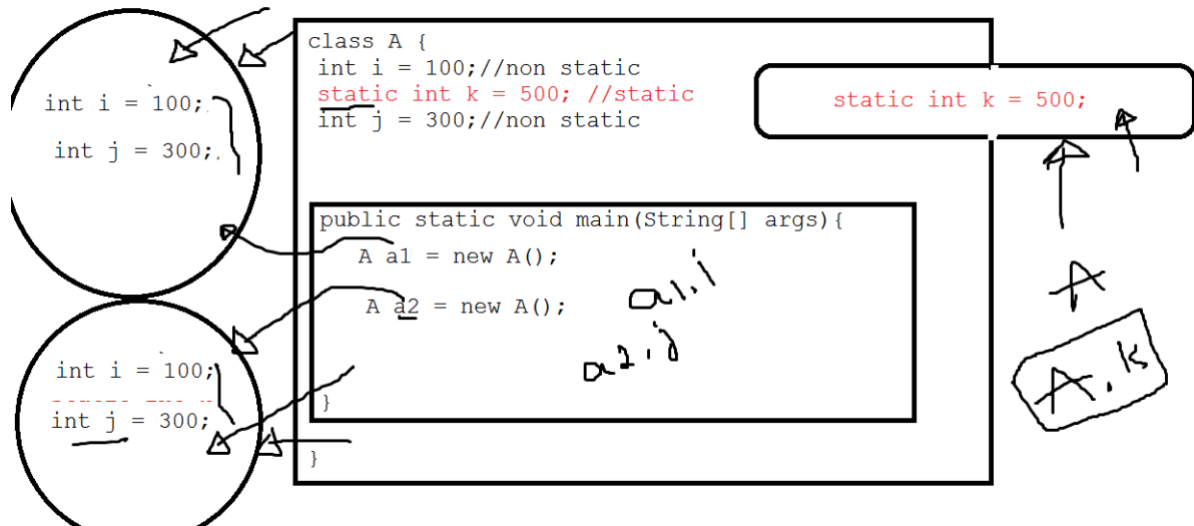 int i = 100;
int j = 300;
class A {
int i = 100;//non static
static int k = 500; //static
int j = 300;//non static
static int k = 500;
public static void main(String[] args){
A a1 = new A();
A a2 = new A();
}
}
a1.i
a2.j
A
A.k
int i = 100;
int j = 300;